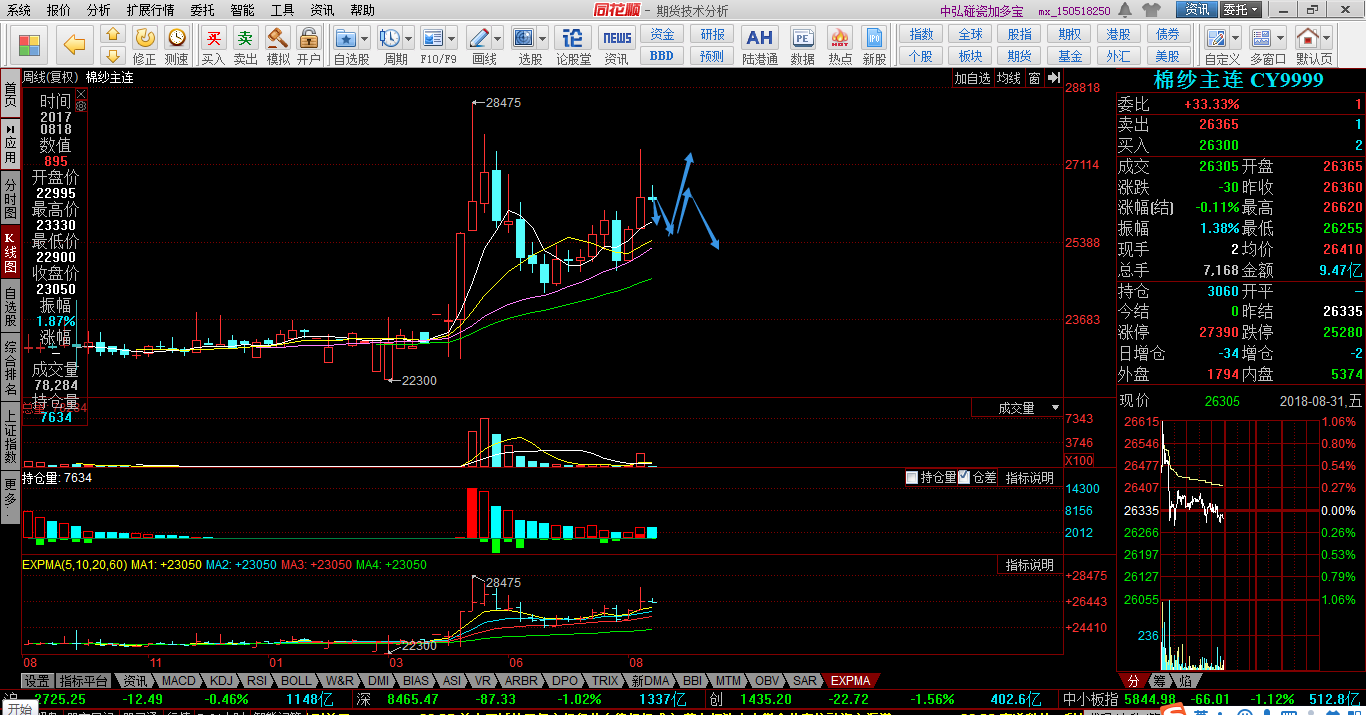 系统 报价 分析 扩展行情 委托 智能 工具 资讯 帮助
同花顺 - 期货技术分析
中弘碰瓷加多宝 mx_150518250 资讯 委托
修正 测速 买 买入 卖 卖出 模拟 开户 自选股 周期 F10/F9 画线 选股 论股堂 NEWS 资讯 资金 BBD 研报 预测 AH 陆港通 PE 数据 HOT 热点 IPO 新股
指数 全球 股指 期权 港股 债券
个股 板块 期货 基金 外汇 美股
自定义 多窗口 默认页
首页
应用
分时图
K线图
自选股
综合排名
上证指数
更多
周线(复权) 棉纱主连
加自选 均线 窗
时间
2017
0818
数值
895
开盘价
22995
最高价
23330
最低价
22900
收盘价
23050
振幅
1.87%
涨幅
-
成交量
78,284
持仓量
7634
28475
22300
28818
27114
25388
23683
成交量
7343
3746
X100
持仓量: 7634
持仓量 仓差 指标说明
14300
8156
2012
EXPMA(5,10,20,60) MA1: +23050 MA2: +23050 MA3: +23050 MA4: +23050
指标说明
28475
22300
+28475
+26443
+24410
08 11 01 03 06 08
设置 指标平台 资讯 MACD KDJ RSI BOLL W&R DMI BIAS ASI VR ARBR DPO TRIX 新DMA BBI MTM OBV SAR EXPMA
棉纱主连 CY9999
委比 +33.33% 1
卖出 26365 1
买入 26300 2
成交 26305 开盘 26365
涨跌 -30 昨收 26360
涨幅(结) -0.11% 最高 26620
振幅 1.38% 最低 26255
现手 2 均价 26410
总手 7,168 金额 9.47亿
持仓 3060 开平 -
今结 0 昨结 26335
涨停 27390 跌停 25280
日增仓 -34 增仓 -2
外盘 1794 内盘 5374
现价 26305 2018-08-31,五
26615 1.06%
26546 0.80%
26477 0.54%
26407 0.27%
26335 0.00%
26266 0.26%
26197 0.53%
26127 0.79%
26055 1.06%
236
分 筹 焰
沪 2725.25 -12.49 -0.46% 1148亿 深 8465.47 -87.33 -1.02% 1337亿 创 1435.20 -22.72 -1.56% 402.6亿 中小板指 5844.98 -66.01 -1.12% 512.8亿
开始